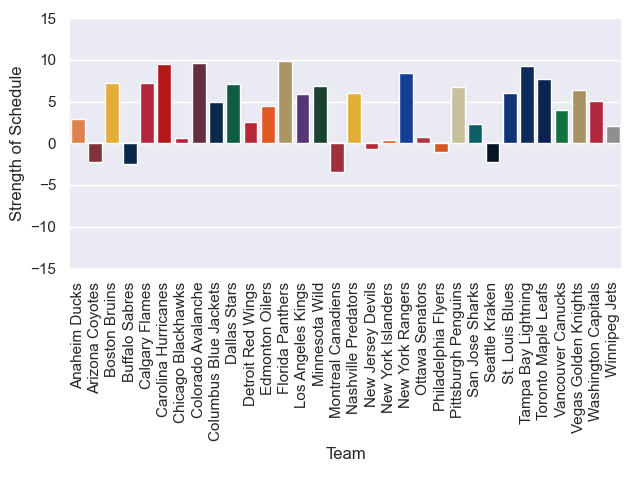 15
10
5
0
−5
−10
−15
Strength of Schedule
Anaheim Ducks
Arizona Coyotes
Boston Bruins
Buffalo Sabres
Calgary Flames
Carolina Hurricanes
Chicago Blackhawks
Colorado Avalanche
Columbus Blue Jackets
Dallas Stars
Detroit Red Wings
Edmonton Oilers
Florida Panthers
Los Angeles Kings
Minnesota Wild
Montreal Canadiens
Nashville Predators
New Jersey Devils
New York Islanders
New York Rangers
Ottawa Senators
Philadelphia Flyers
Pittsburgh Penguins
San Jose Sharks
Seattle Kraken
St. Louis Blues
Tampa Bay Lightning
Toronto Maple Leafs
Vancouver Canucks
Vegas Golden Knights
Washington Capitals
Winnipeg Jets
Team